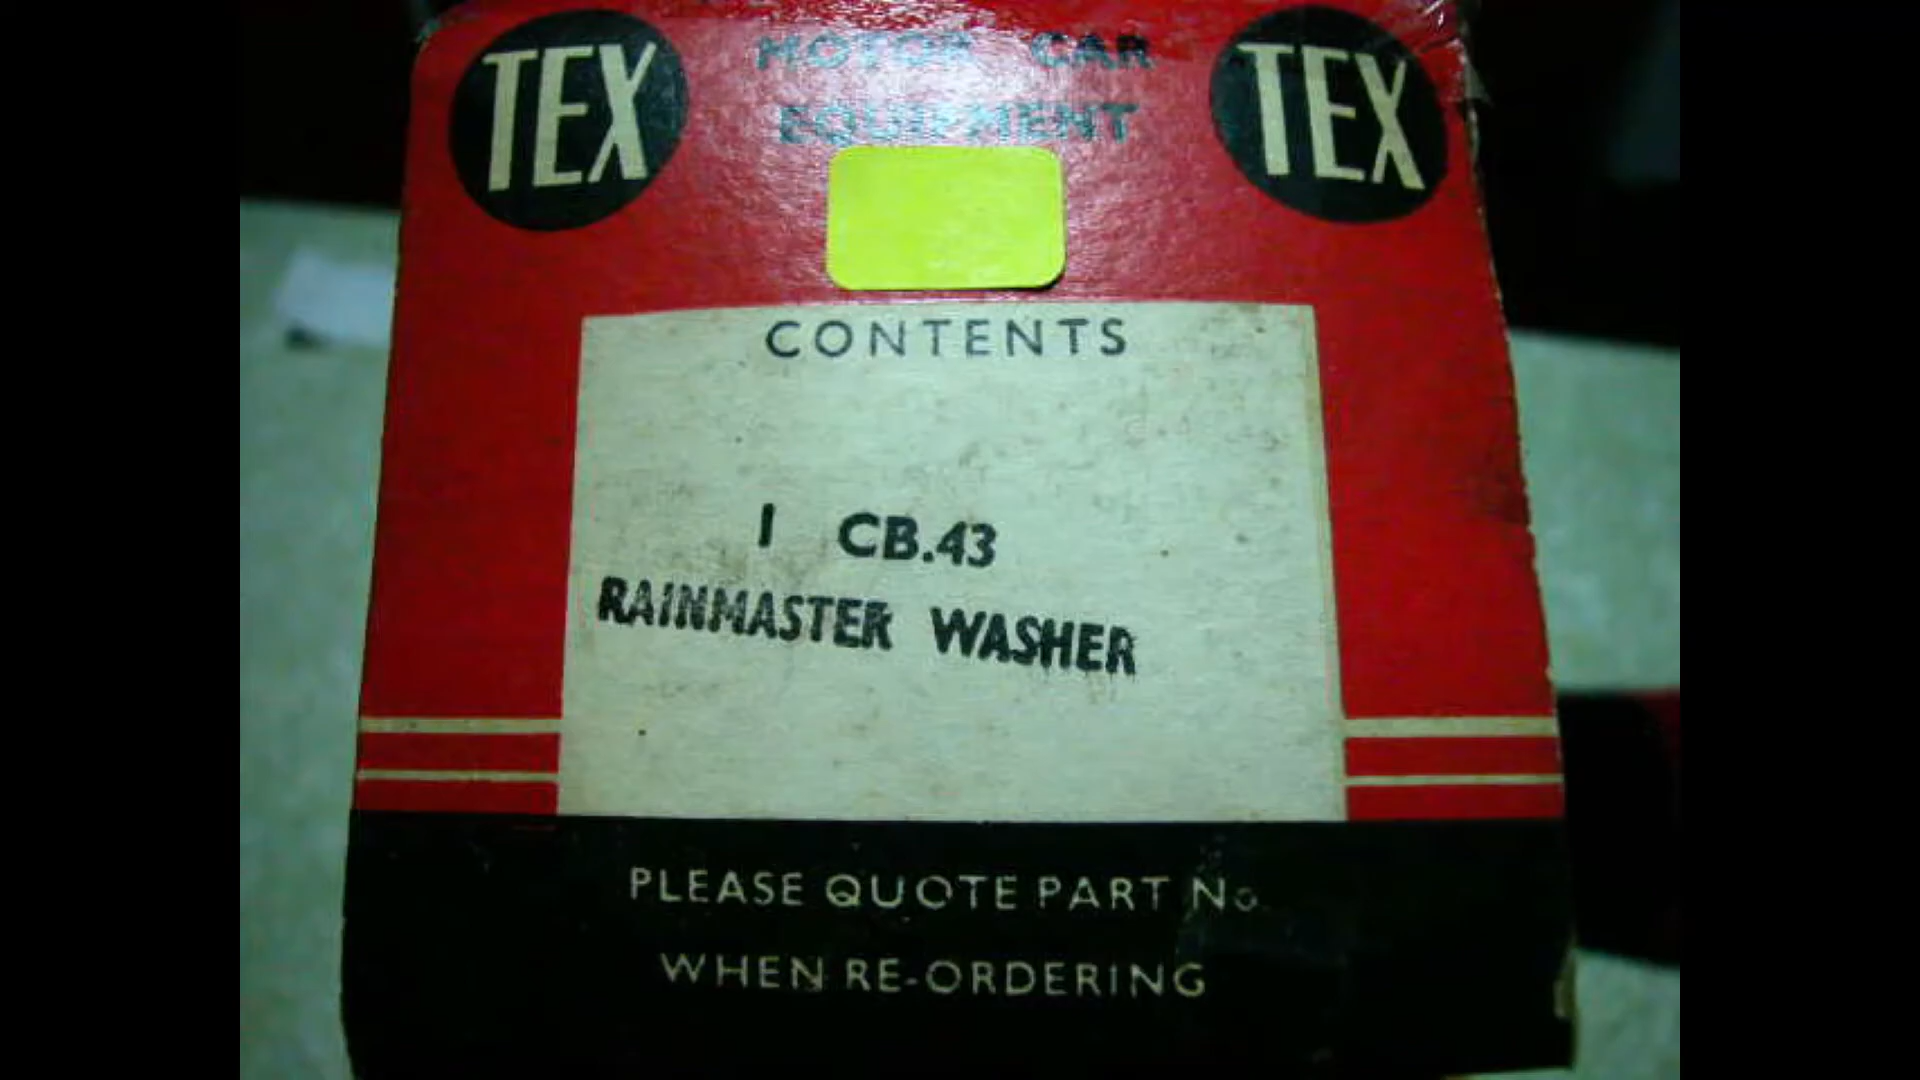 TEX MOTOR CAR TEX
EQUIPMENT
CONTENTS
1 CB.43
RAINMASTER WASHER
PLEASE QUOTE PART No.
WHEN RE-ORDERING